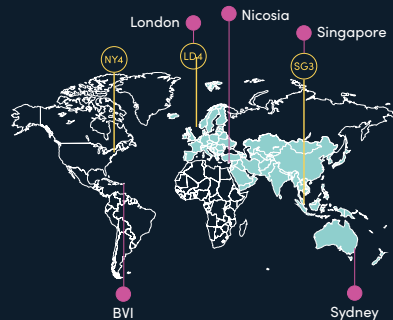 London
Nicosia
Singapore
NY4
LD4
SG3
BVI
Sydney